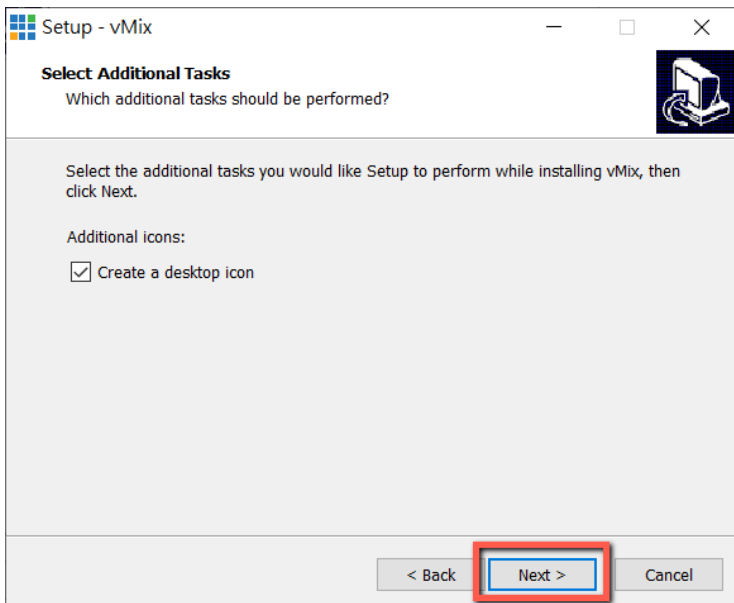 Setup - vMix
Select Additional Tasks
Which additional tasks should be performed?
Select the additional tasks you would like Setup to perform while installing vMix, then
click Next.
Additional icons:
Create a desktop icon
< Back
Next >
Cancel